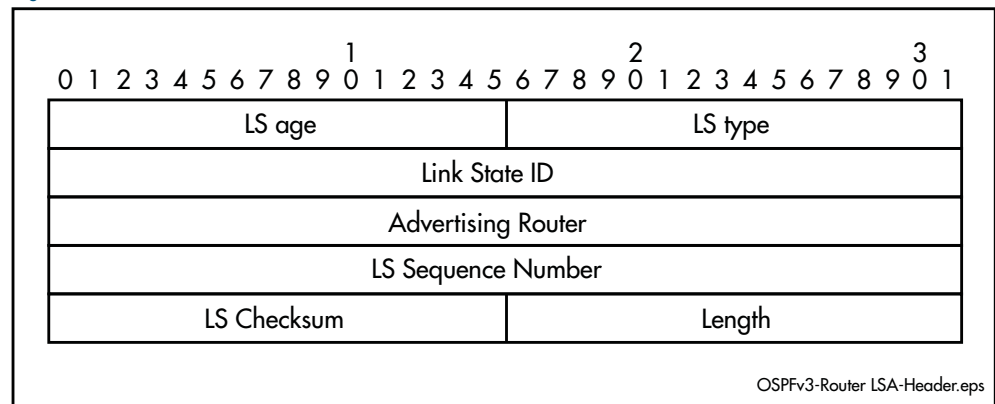 1 2 3
0 1 2 3 4 5 6 7 8 9 0 1 2 3 4 5 6 7 8 9 0 1 2 3 4 5 6 7 8 9 0 1
LS age LS type
Link State ID
Advertising Router
LS Sequence Number
LS Checksum Length
OSPFv3-Router LSA-Header.eps